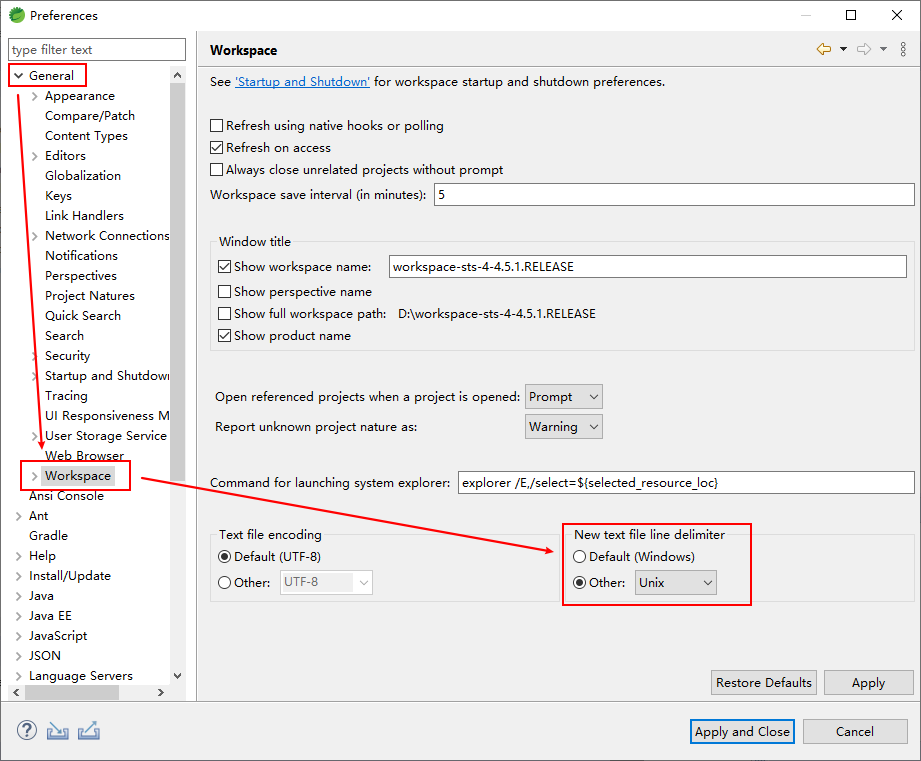 Preferences
type filter text
General
Appearance
Compare/Patch
Content Types
Editors
Globalization
Keys
Link Handlers
Network Connections
Notifications
Perspectives
Project Natures
Quick Search
Search
Security
Startup and Shutdown
Tracing
UI Responsiveness M
User Storage Service
Web Browser
Workspace
Ansi Console
Ant
Gradle
Help
Install/Update
Java
Java EE
JavaScript
JSON
Language Servers
Workspace
See 'Startup and Shutdown' for workspace startup and shutdown preferences.
Refresh using native hooks or polling
Refresh on access
Always close unrelated projects without prompt
Workspace save interval (in minutes): 5
Window title
Show workspace name: workspace-sts-4-4.5.1.RELEASE
Show perspective name
Show full workspace path: D:\workspace-sts-4-4.5.1.RELEASE
Show product name
Open referenced projects when a project is opened: Prompt
Report unknown project nature as: Warning
Command for launching system explorer: explorer /E,/select=${selected_resource_loc}
Text file encoding
Default (UTF-8)
Other: UTF-8
New text file line delimiter
Default (Windows)
Other: Unix
Restore Defaults Apply
? Apply and Close Cancel